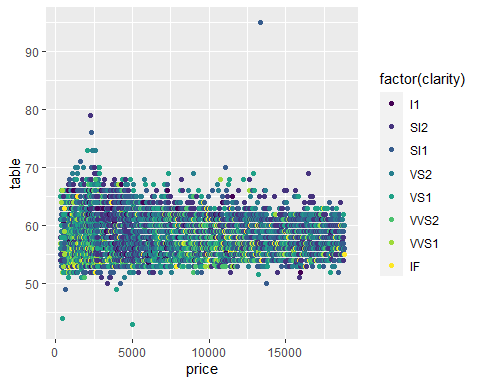 90
80
70
60
50
table
0
5000
10000
15000
price
factor(clarity)
I1
SI2
SI1
VS2
VS1
VVS2
VVS1
IF